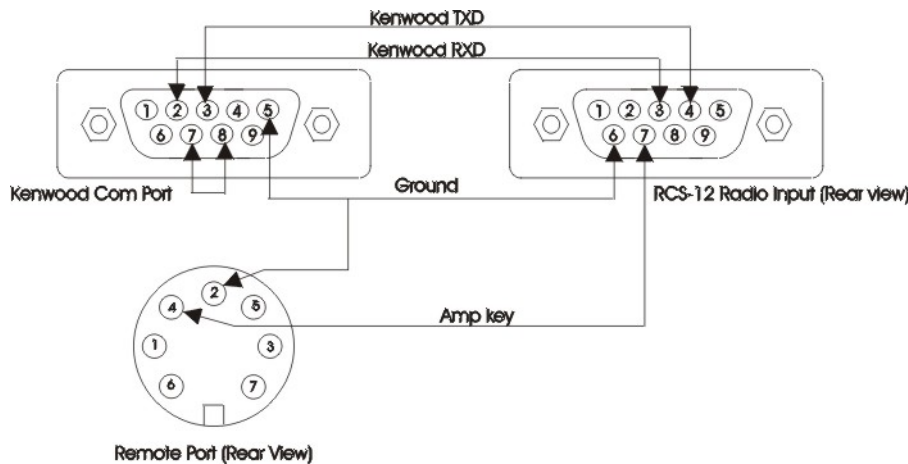 Kenwood TXD
Kenwood RXD
1 2 3 4 5
6 7 8 9
1 2 3 4 5
6 7 8 9
Kenwood Com Port
Ground
RCS-12 Radio Input (Rear view)
2
4 5
Amp key
1 3
6 7
Remote Port (Rear View)